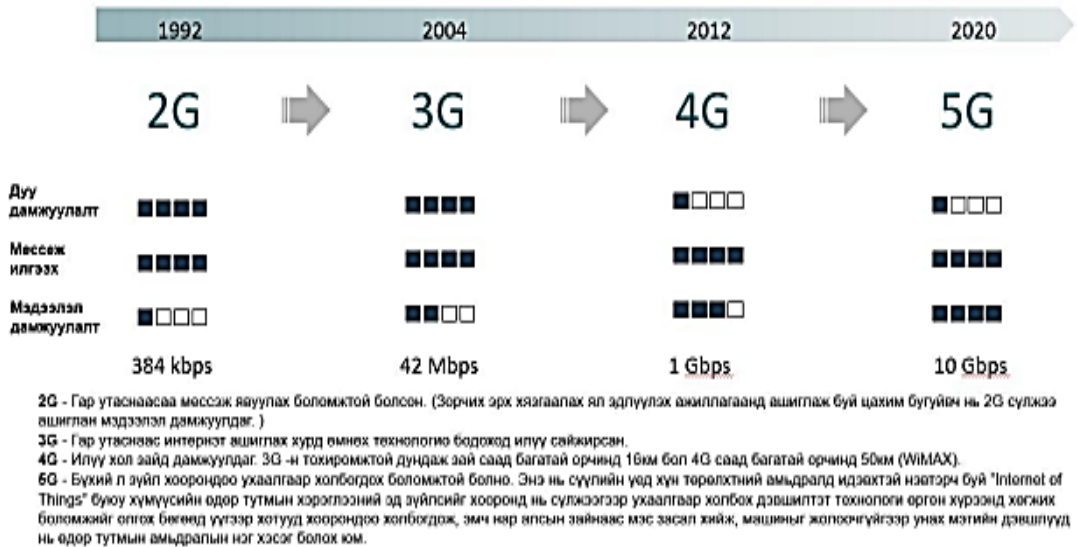 1992 2004 2012 2020
2G 3G 4G 5G
Дуу
дамжуулалт
Мессеж
илгээх
Мэдээлэл
дамжуулалт
384 kbps 42 Mbps 1 Gbps 10 Gbps
2G - Гар утаснаасаа мессэж явуулах боломжтой болсон. (Зорчих эрх хязгаалах ял эдлүүлэх ажиллагаанд ашиглаж буй цахим бугуйвч нь 2G сүлжээ
ашиглан мэдээлэл дамжуулдаг. )
3G - Гар утаснаас интернэт ашиглах хурд өмнөх технологио бодоход илүү сайжирсан.
4G - Илүү хол зайд дамжуулдаг. 3G -н тохиромжтой дундаж зай саад багатай орчинд 16км бол 4G саад багатай орчинд 50км (WiMAX).
5G - Бүхий л зүйл хоорондоо ухаалгаар холбогдох боломжтой болно. Энэ нь сүүлийн үед хүн төрөлхтний амьдралд идэвхтэй нэвтэрч буй "Internet of
Things" буюу хүмүүсийн өдөр тутмын хэрэглээний эд зүйлсийг хооронд нь сүлжээгээр ухаалгаар холбох дэвшилтэт технологи өргөн хүрээнд хөгжих
боломжийг олгох бөгөөд үүгээр хотууд хоорондоо холбогдож, эмч нар алсын зайнаас мэс засал хийж, машиныг жолоочгүйгээр унах мэтийн дэвшлүүд
нь өдөр тутмын амьдралын нэг хэсэг болох юм.